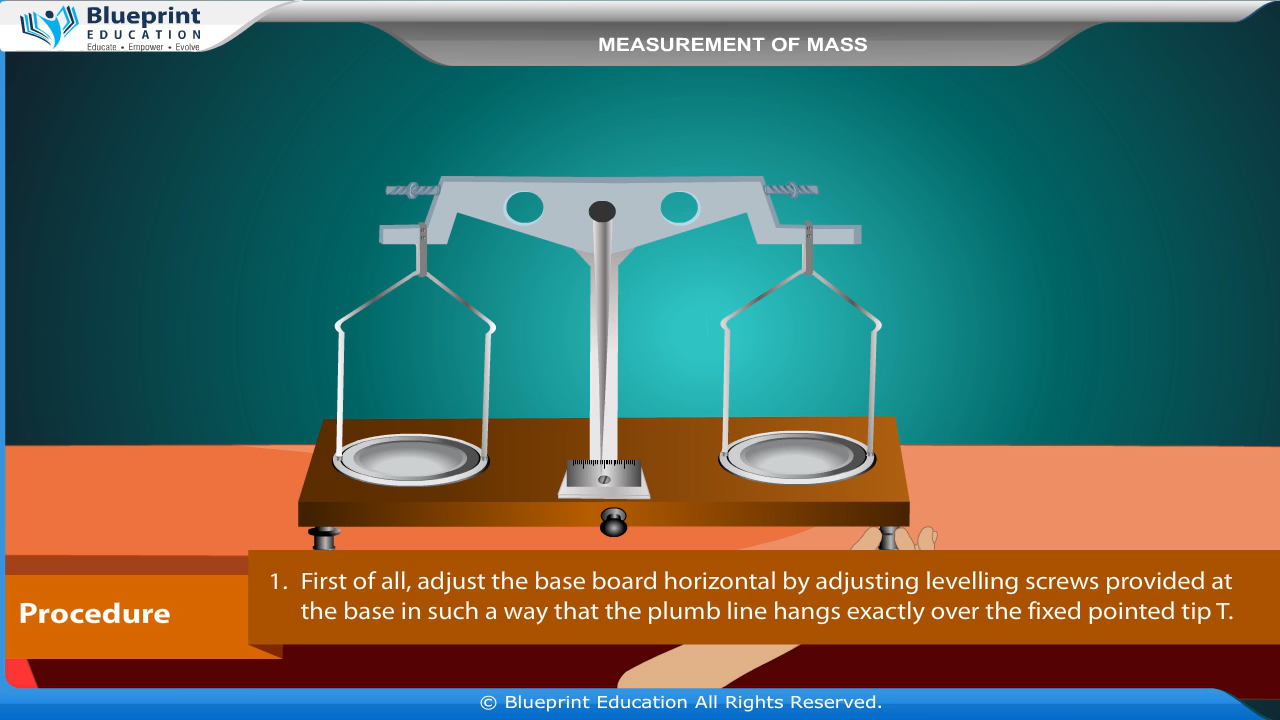 Blueprint
EDUCATION
Educate • Empower • Evolve
MEASUREMENT OF MASS
Procedure
1. First of all, adjust the base board horizontal by adjusting levelling screws provided at
the base in such a way that the plumb line hangs exactly over the fixed pointed tip T.
© Blueprint Education All Rights Reserved.